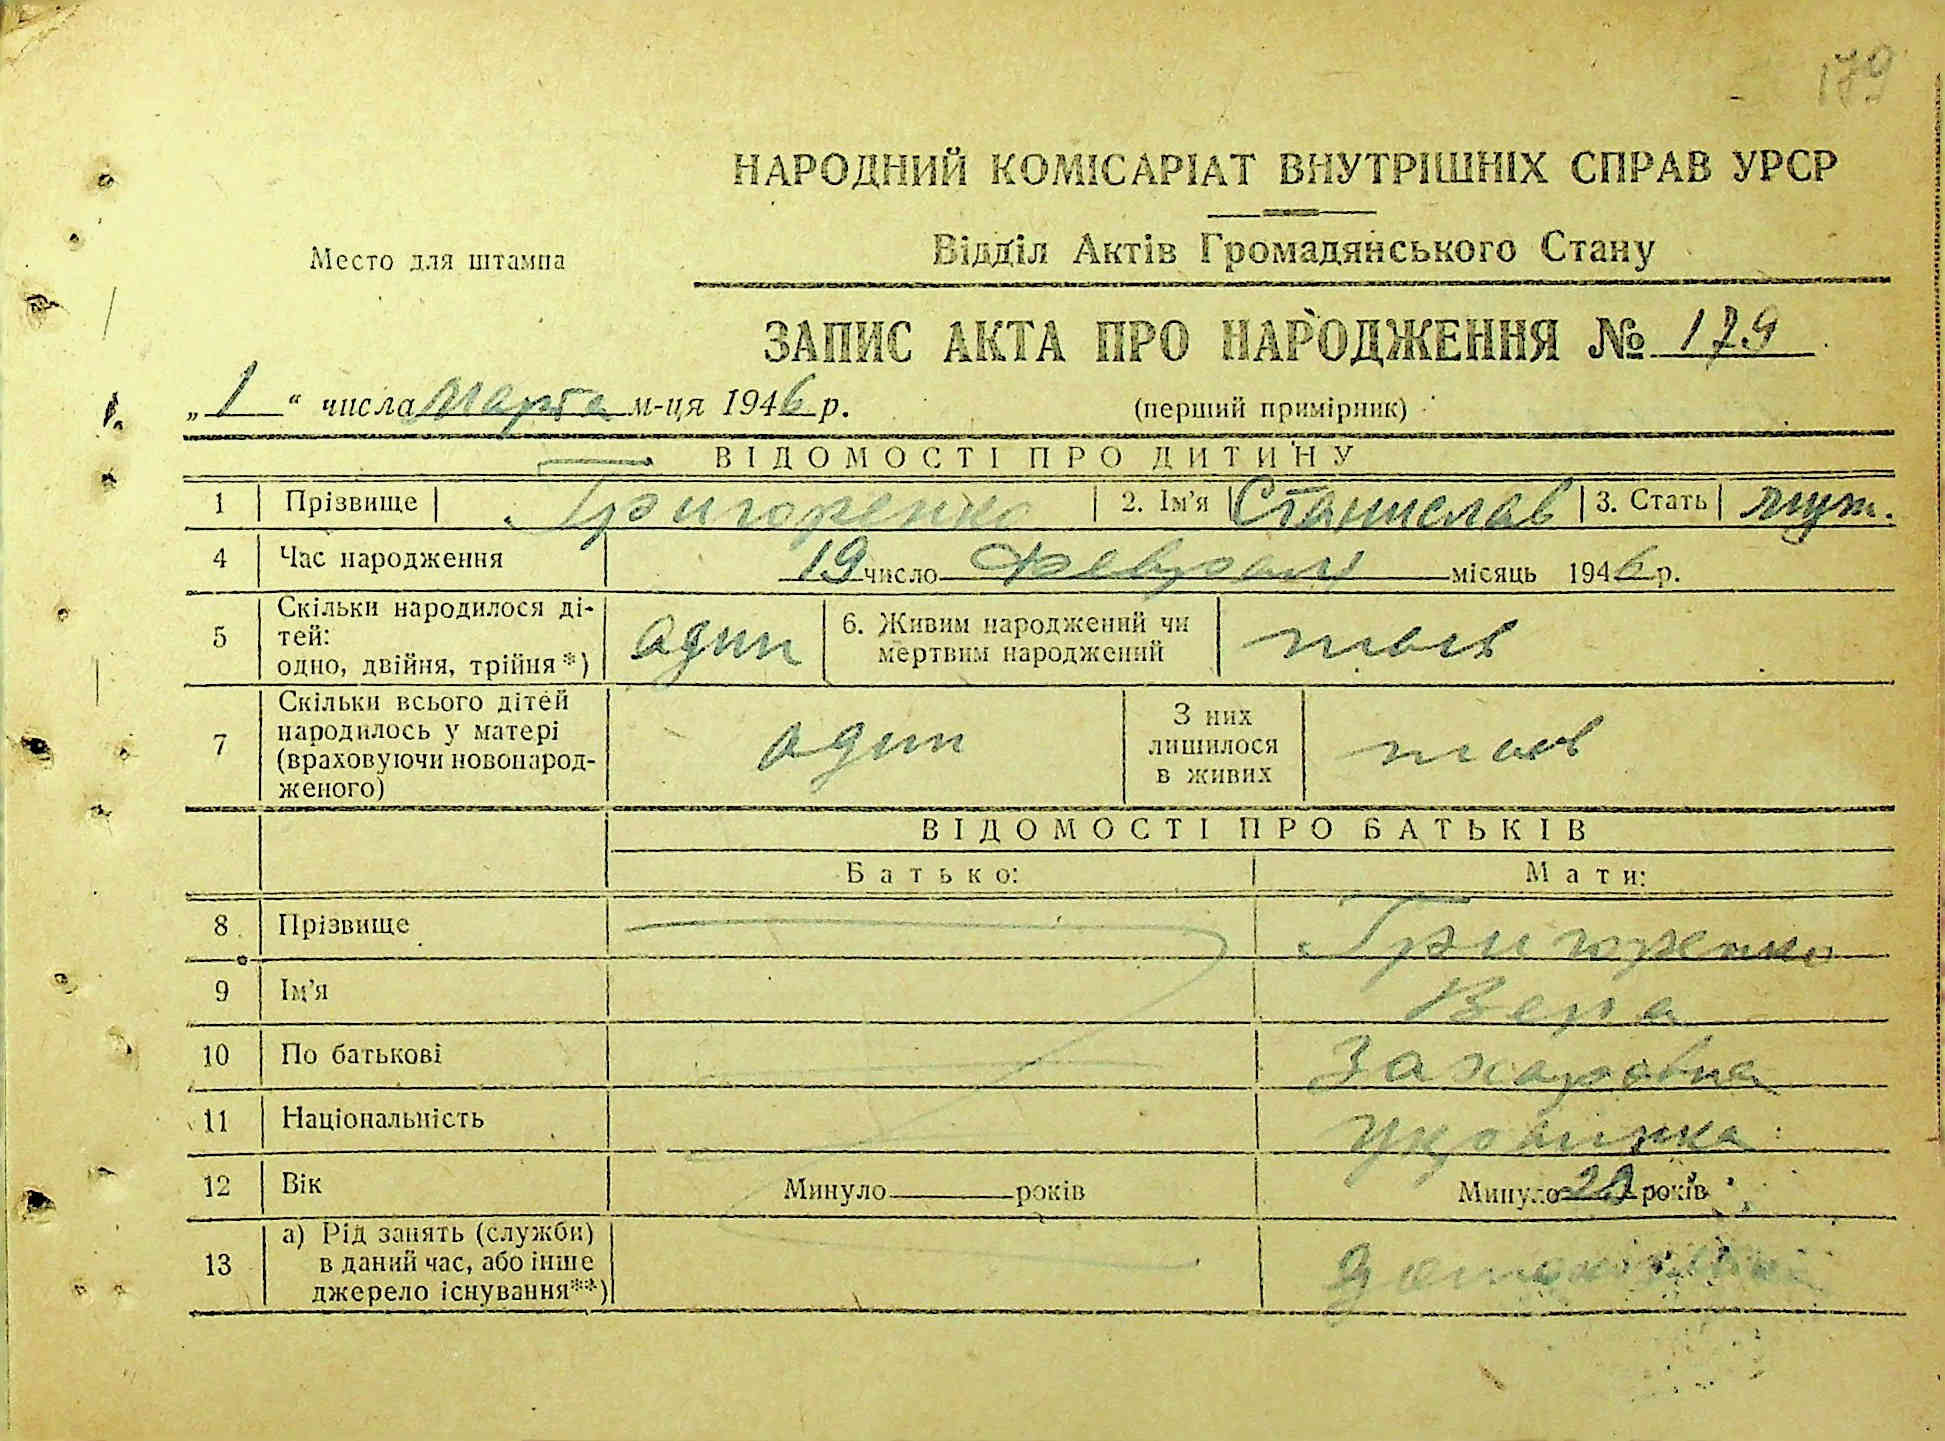 179
НАРОДНИЙ КОМІСАРІАТ ВНУТРІШНІХ СПРАВ УРСР
Відділ Актів Громадянського Стану
Место для штампа
ЗАПИС АКТА ПРО НАРОДЖЕННЯ № 179
„ 1 “ числа марта м-ця 1946 р.
(перший примірник)
ВІДОМОСТІ ПРО ДИТИНУ
1 Прізвище Григоренко 2. Ім'я Станислав 3. Стать муж.
4 Час народження 19 число февраля місяць 1946 р.
5 Скільки народилося ді-
тей:
одно, двійня, трійня*) один
6. Живим народжений чи
мертвим народжений
7 Скільки всього дітей
народилось у матері
(враховуючи новонарод-
женого) один
З них
лишилося
в живих
ВІДОМОСТІ ПРО БАТЬКІВ
Батько: Мати:
8 Прізвище Григоренко
9 Ім'я Вера
10 По батькові Захаровна
11 Національність украинка
12 Вік Минуло років Минуло років
13 а) Рід занять (служби)
в даний час, або інше
джерело існування**)